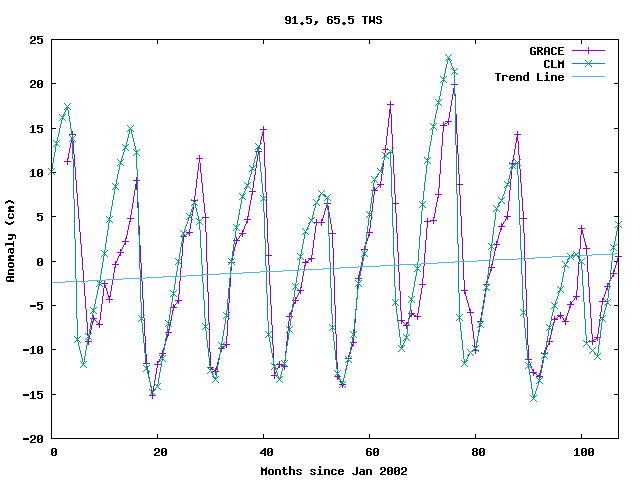 91.5, 65.5 TWS
GRACE
CLM
Trend Line
25
20
15
10
5
0
-5
-10
-15
-20
Anomaly (cm)
0 20 40 60 80 100
Months since Jan 2002